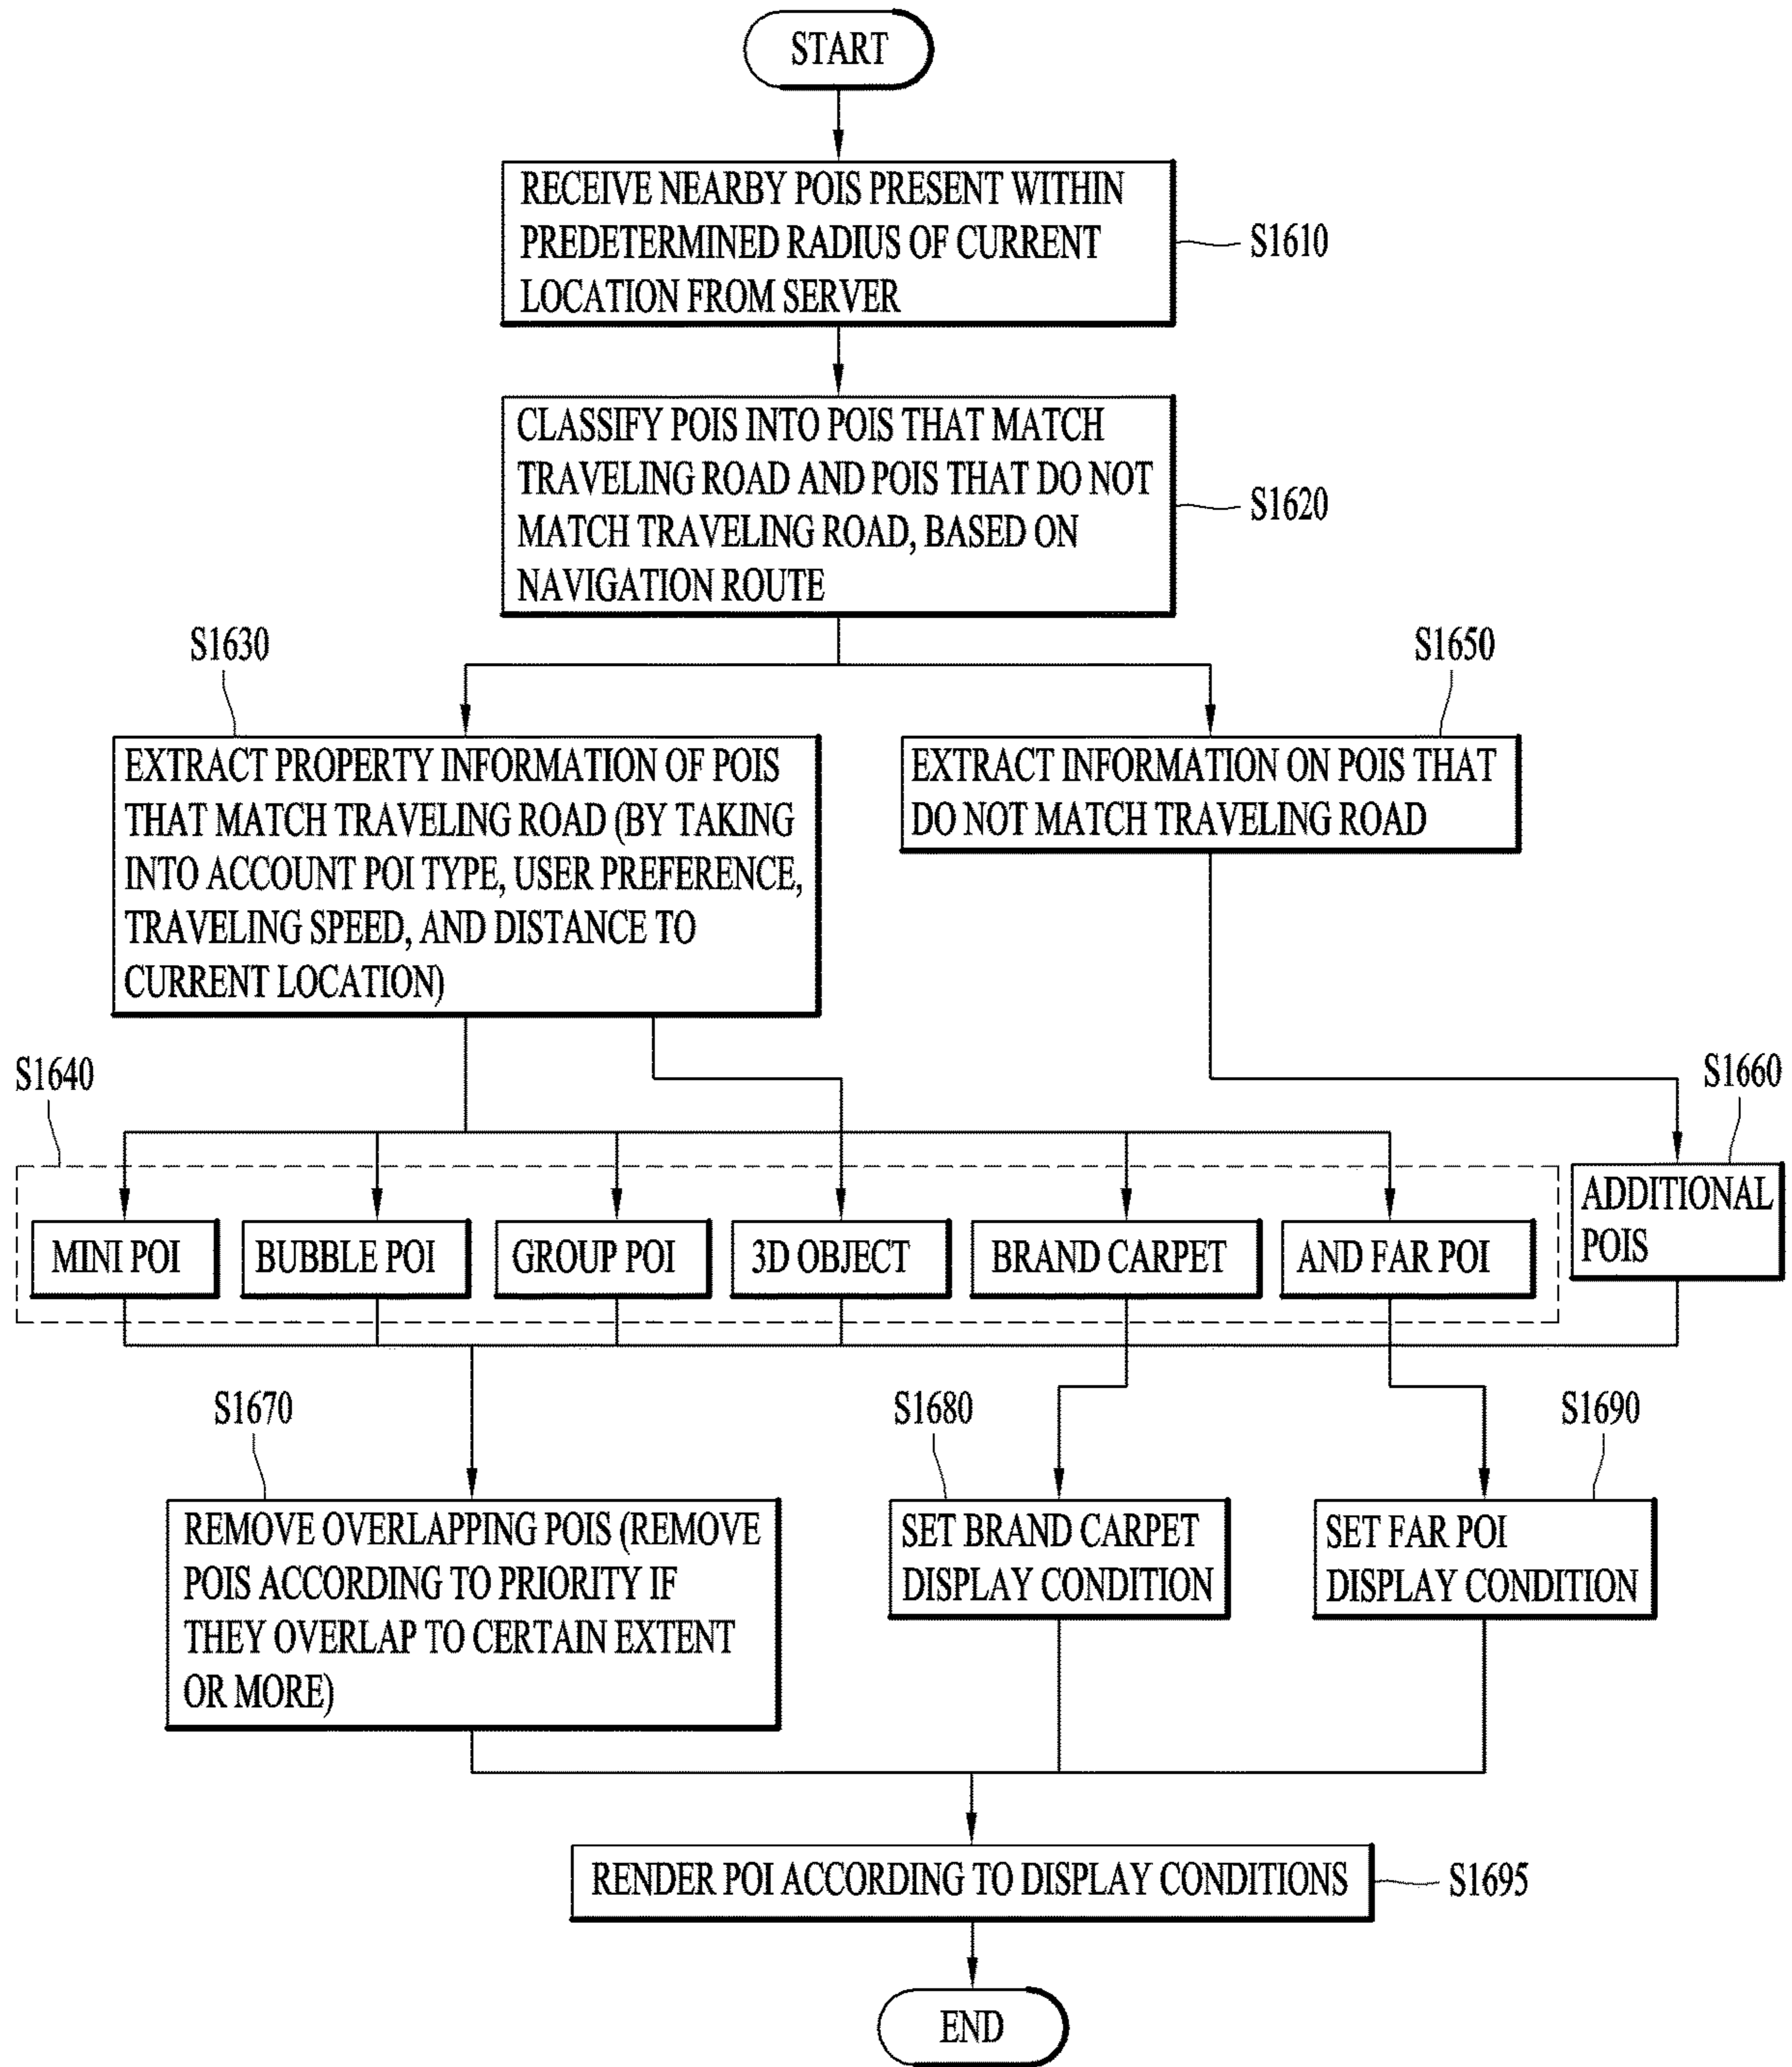 START
RECEIVE NEARBY POIS PRESENT WITHIN
PREDETERMINED RADIUS OF CURRENT
LOCATION FROM SERVER
S1610
CLASSIFY POIS INTO POIS THAT MATCH
TRAVELING ROAD AND POIS THAT DO NOT
MATCH TRAVELING ROAD, BASED ON
NAVIGATION ROUTE
S1620
S1630
S1650
EXTRACT PROPERTY INFORMATION OF POIS
THAT MATCH TRAVELING ROAD (BY TAKING
INTO ACCOUNT POI TYPE, USER PREFERENCE,
TRAVELING SPEED, AND DISTANCE TO
CURRENT LOCATION)
EXTRACT INFORMATION ON POIS THAT
DO NOT MATCH TRAVELING ROAD
S1640
S1660
MINI POI
BUBBLE POI
GROUP POI
3D OBJECT
BRAND CARPET
AND FAR POI
ADDITIONAL
POIS
S1670
S1680
S1690
REMOVE OVERLAPPING POIS (REMOVE
POIS ACCORDING TO PRIORITY IF
THEY OVERLAP TO CERTAIN EXTENT
OR MORE)
SET BRAND CARPET
DISPLAY CONDITION
SET FAR POI
DISPLAY CONDITION
RENDER POI ACCORDING TO DISPLAY CONDITIONS
S1695
END